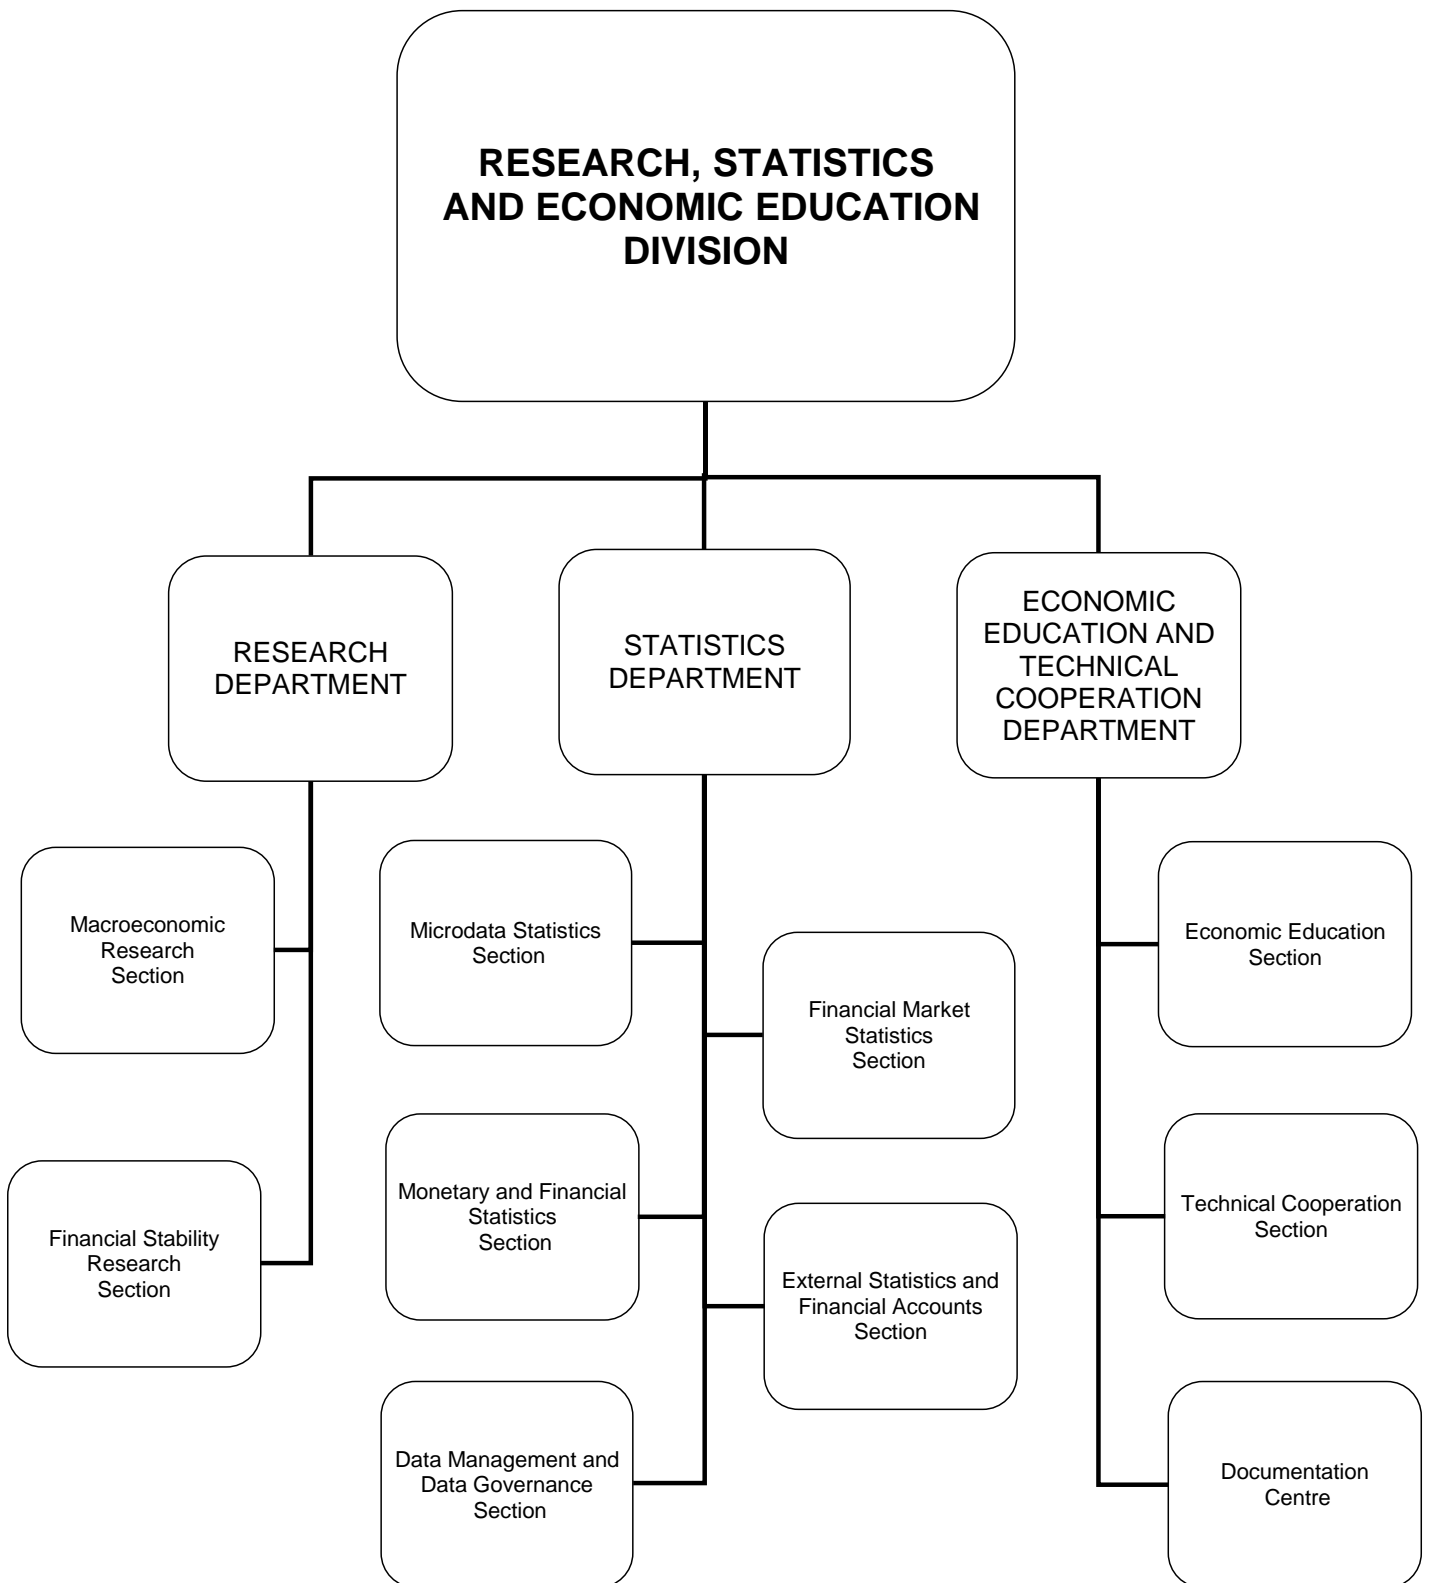 RESEARCH, STATISTICS
AND ECONOMIC EDUCATION
DIVISION
RESEARCH
DEPARTMENT
STATISTICS
DEPARTMENT
ECONOMIC
EDUCATION AND
TECHNICAL
COOPERATION
DEPARTMENT
Macroeconomic
Research
Section
Financial Stability
Research
Section
Microdata Statistics
Section
Financial Market
Statistics
Section
Monetary and Financial
Statistics
Section
External Statistics and
Financial Accounts
Section
Data Management and
Data Governance
Section
Economic Education
Section
Technical Cooperation
Section
Documentation
Centre